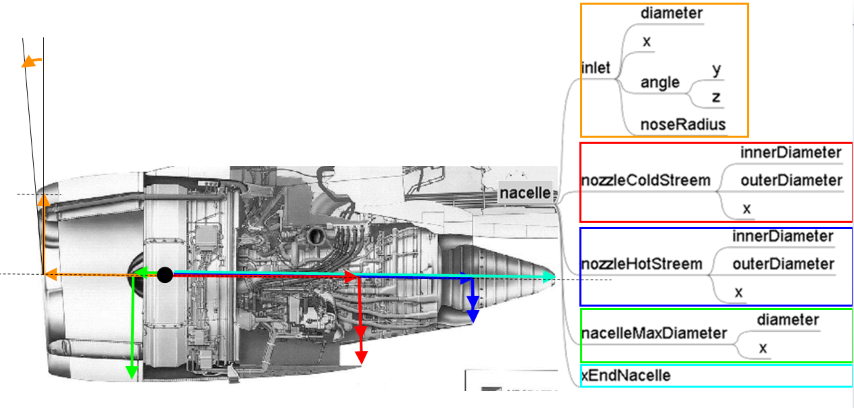 diameter
x
inlet
angle
y
z
noseRadius
nacelle
innerDiameter
nozzleColdStreem
outerDiameter
x
innerDiameter
nozzleHotStreem
outerDiameter
x
diameter
nacelleMaxDiameter
x
xEndNacelle